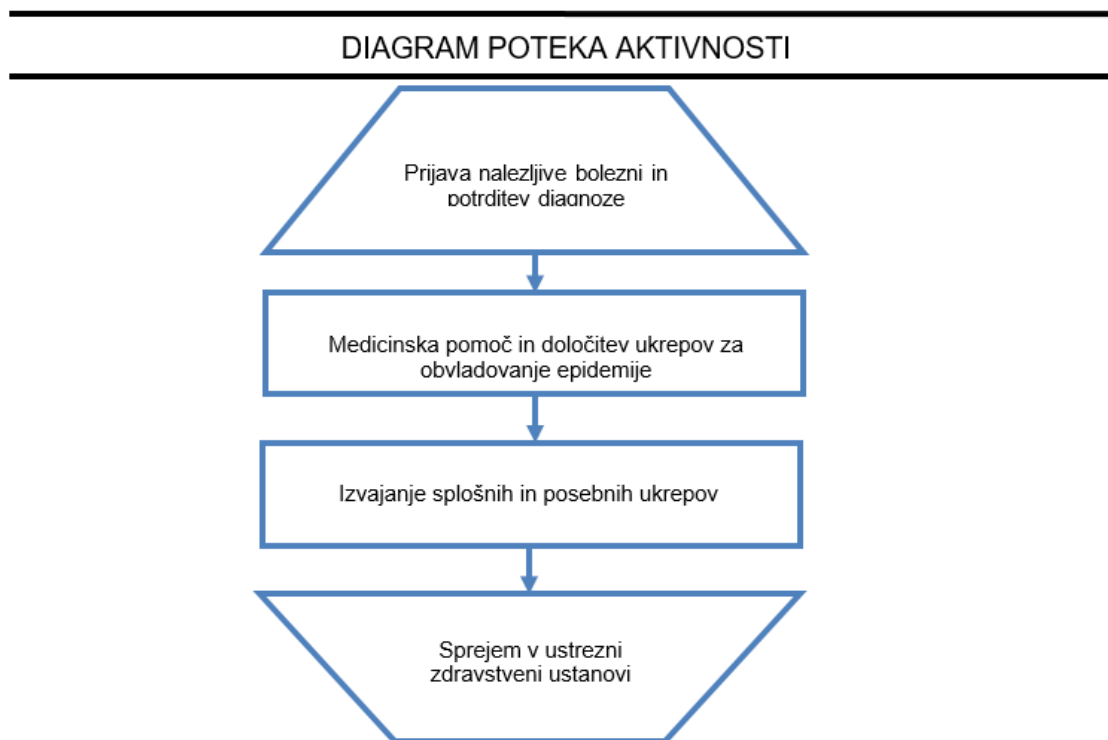 DIAGRAM POTEKA AKTIVNOSTI
Prijava nalezljive bolezni in
potrditev diagnoze
Medicinska pomoč in določitev ukrepov za
obvladovanje epidemije
Izvajanje splošnih in posebnih ukrepov
Sprejem v ustrezni
zdravstveni ustanovi